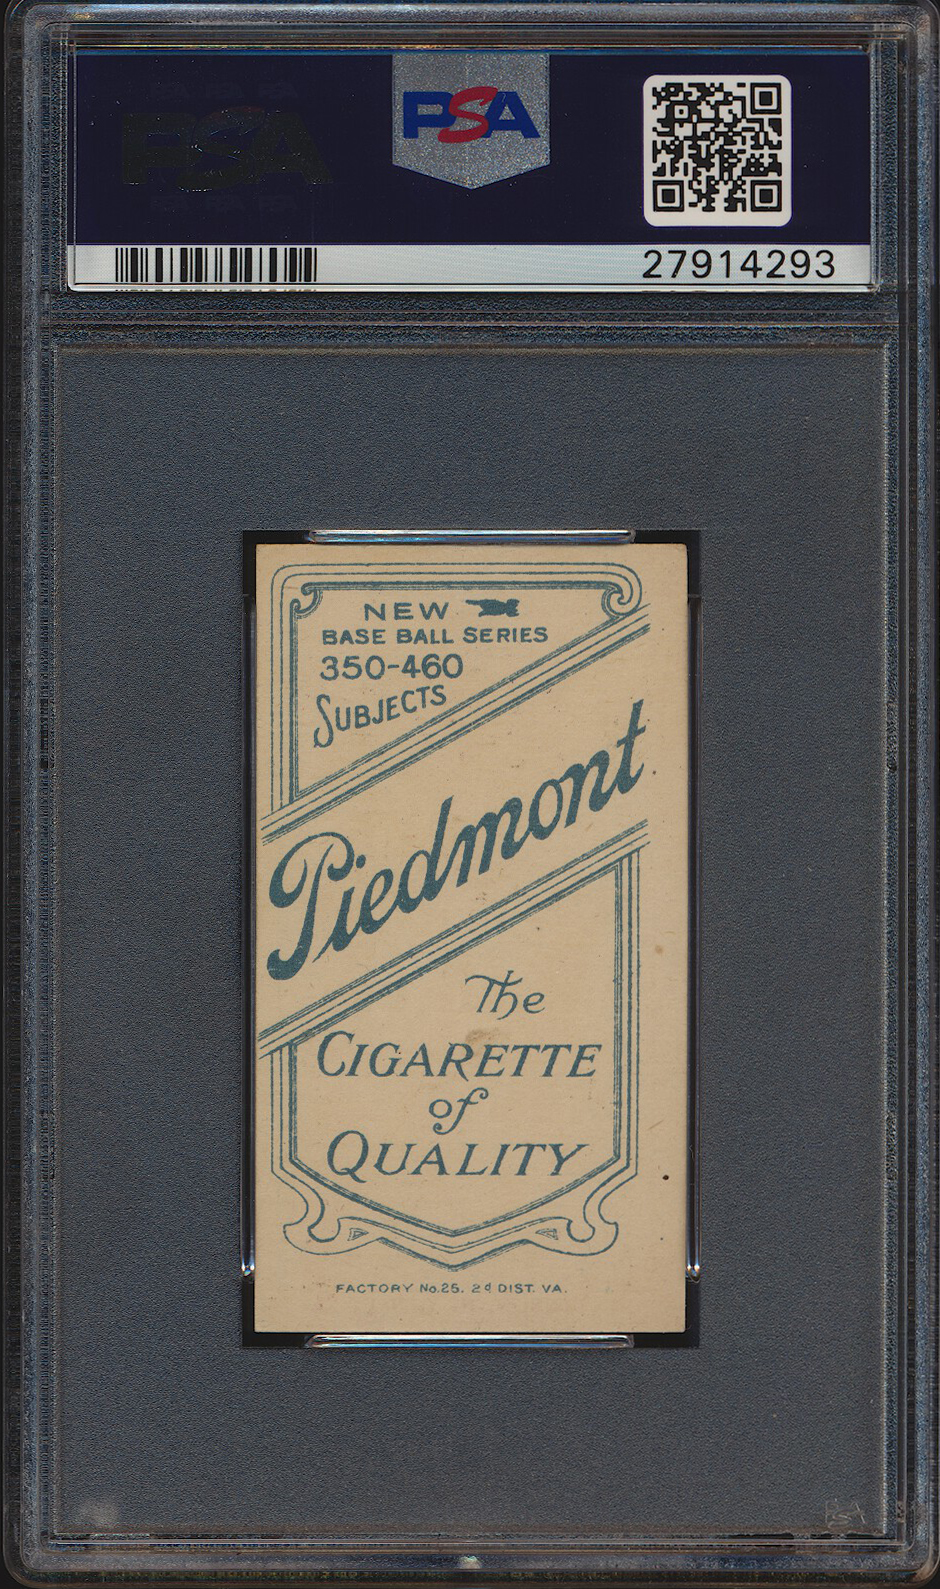 PSA
27914293
NEW
BASE BALL SERIES
350-460
SUBJECTS
Piedmont
The
CIGARETTE
of
QUALITY
FACTORY No.25. 2d DIST. VA.
PSA